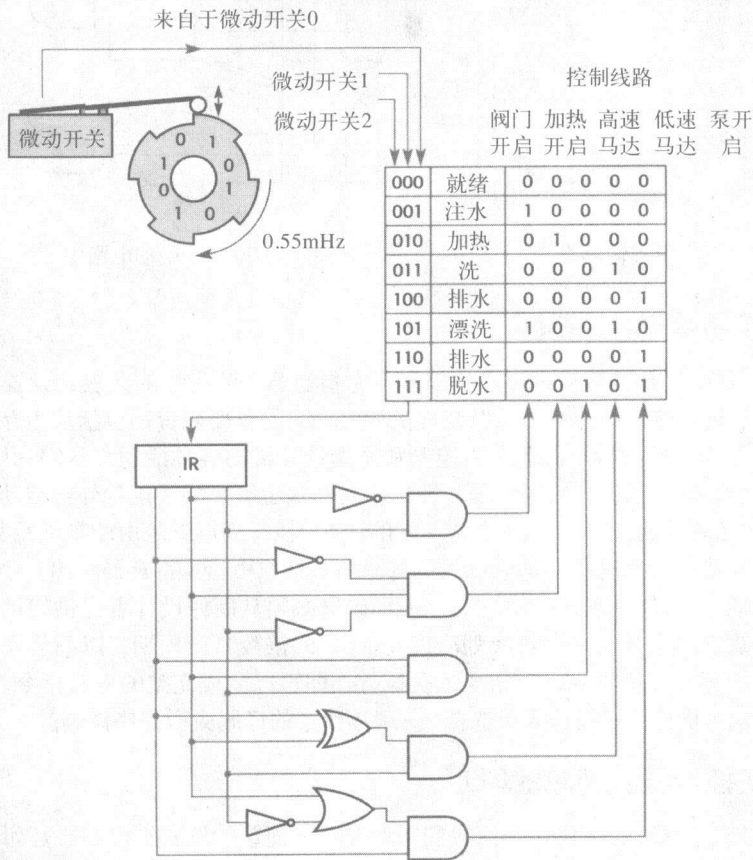 来自于微动开关0
微动开关1
微动开关2
微动开关
0 1
1 0
0 1
1 0
0.55mHz
控制线路
阀门 加热 高速 低速 泵开
开启 开启 马达 马达 启
000 就绪 0 0 0 0 0
001 注水 1 0 0 0 0
010 加热 0 1 0 0 0
011 洗 0 0 0 1 0
100 排水 0 0 0 0 1
101 漂洗 1 0 0 1 0
110 排水 0 0 0 0 1
111 脱水 0 0 1 0 1
IR